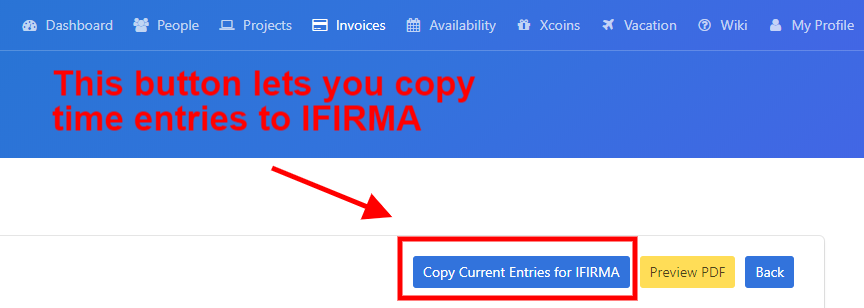 Dashboard People Projects Invoices Availability Xcoins Vacation Wiki My Profile
This button lets you copy
time entries to IFIRMA
Copy Current Entries for IFIRMA Preview PDF Back